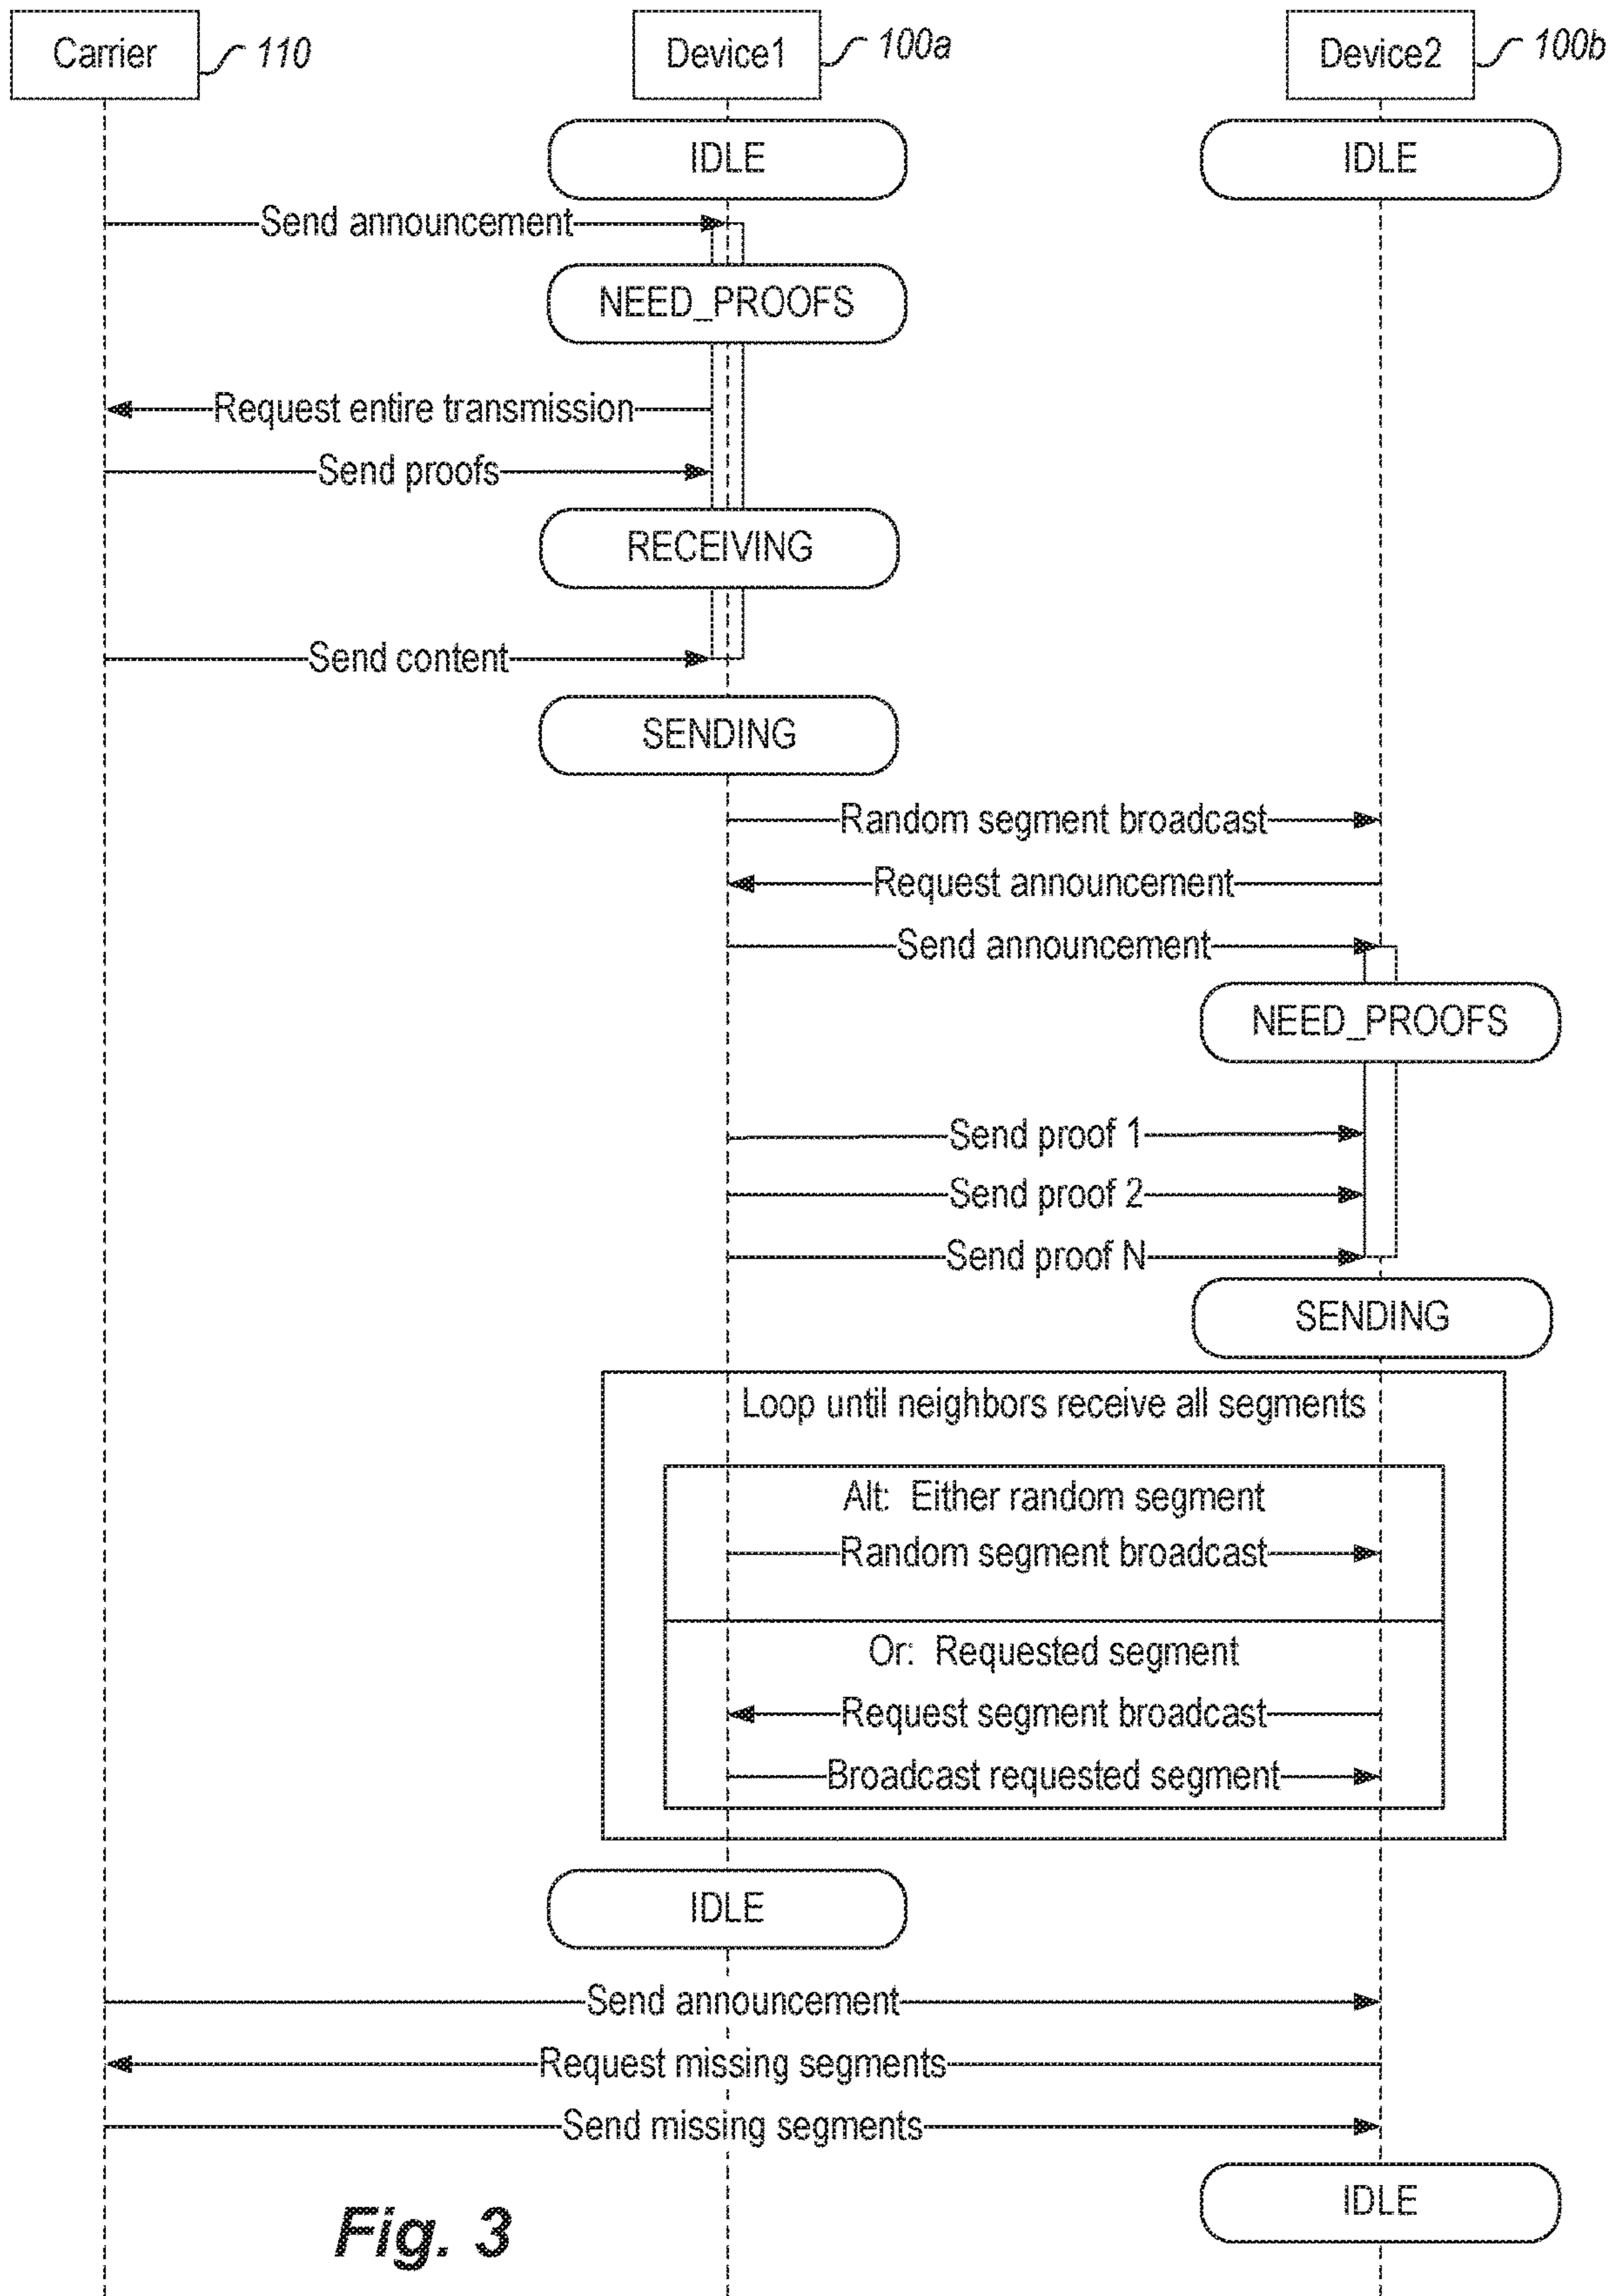 Carrier 110 Device1 100a Device2 100b
IDLE IDLE
Send announcement
NEED_PROOFS
Request entire transmission
Send proofs
RECEIVING
Send content
SENDING
Random segment broadcast
Request announcement
Send announcement
NEED_PROOFS
Send proof 1
Send proof 2
Send proof N
SENDING
Loop until neighbors receive all segments
Alt: Either random segment
Random segment broadcast
Or: Requested segment
Request segment broadcast
Broadcast requested segment
IDLE
Send announcement
Request missing segments
Send missing segments
IDLE
Fig. 3